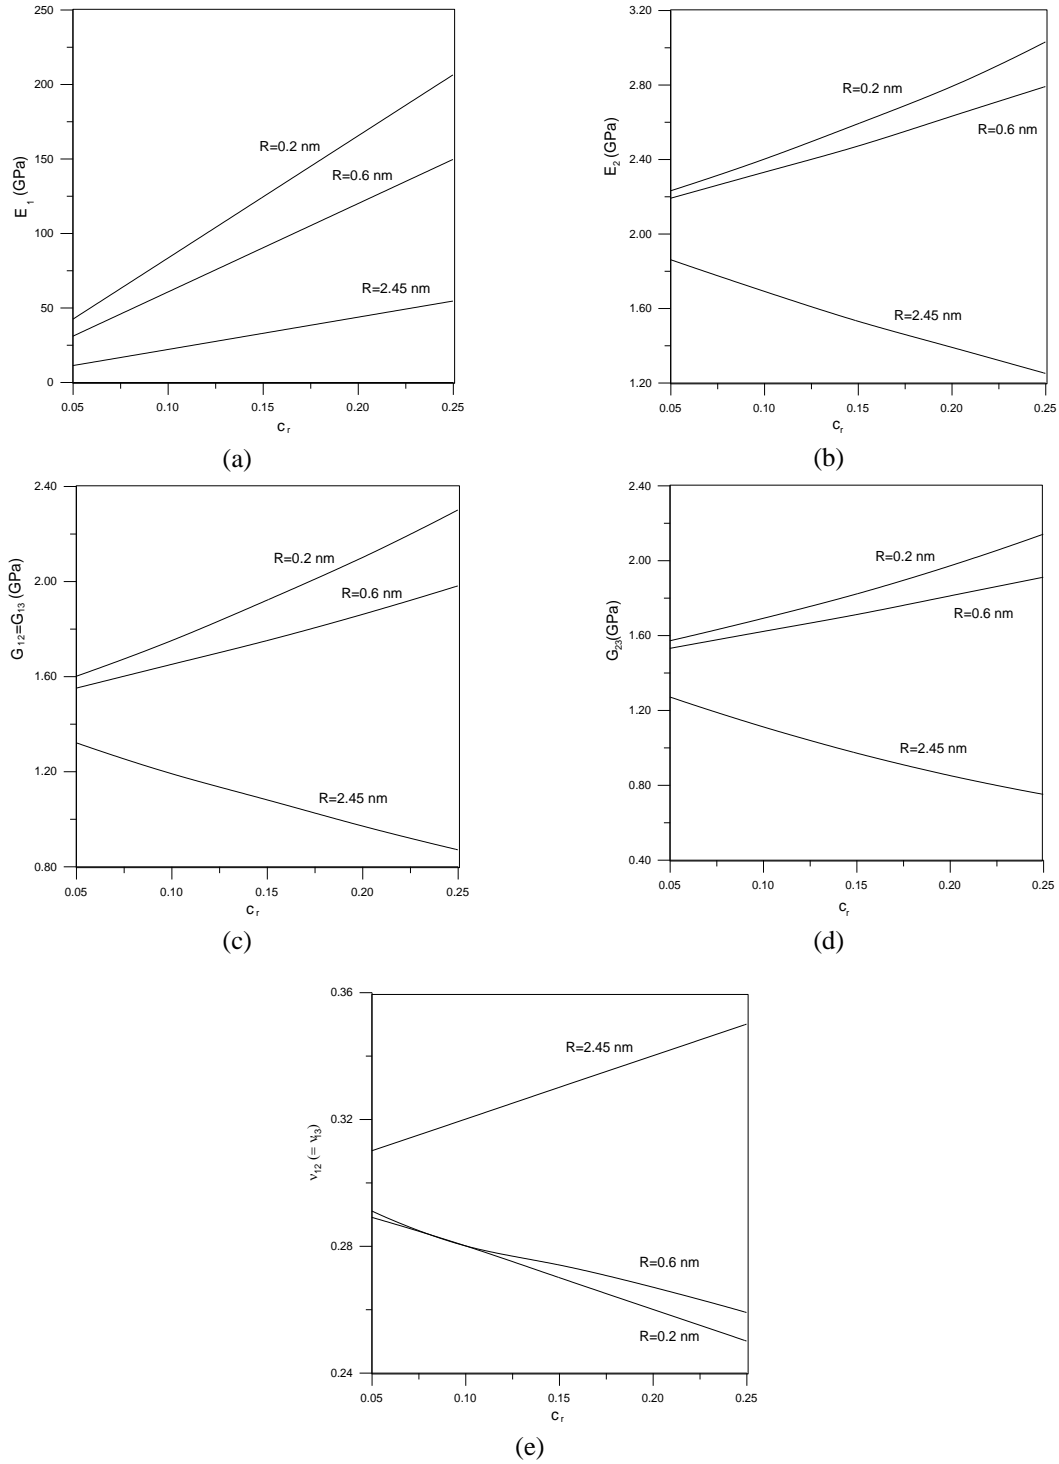 250
200
150
100
50
0
E 1 (GPa)
R=0.2 nm
R=0.6 nm
R=2.45 nm
0.05 0.10 0.15 0.20 0.25
c r
(a)
3.20
2.80
2.40
2.00
1.60
1.20
E2 (GPa)
R=0.2 nm
R=0.6 nm
R=2.45 nm
0.05 0.10 0.15 0.20 0.25
cr
(b)
2.40
2.00
1.60
1.20
0.80
G12=G13 (GPa)
R=0.2 nm
R=0.6 nm
R=2.45 nm
0.05 0.10 0.15 0.20 0.25
c r
(c)
2.40
2.00
1.60
1.20
0.80
0.40
G23(GPa)
R=0.2 nm
R=0.6 nm
R=2.45 nm
0.05 0.10 0.15 0.20 0.25
cr
(d)
0.36
0.32
0.28
0.24
ν12 (= ν13)
R=2.45 nm
R=0.6 nm
R=0.2 nm
0.05 0.10 0.15 0.20 0.25
cr
(e)